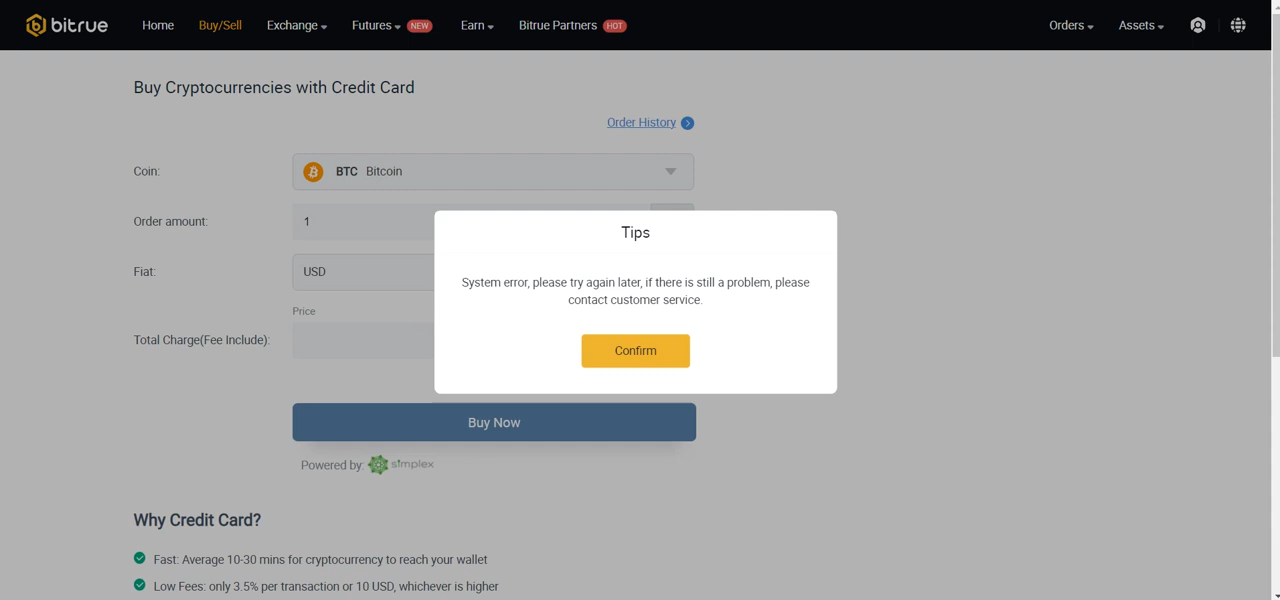 bitrue Home Buy/Sell Exchange Futures NEW Earn Bitrue Partners HOT Orders Assets
Buy Cryptocurrencies with Credit Card
Order History
Coin: BTC Bitcoin
Order amount: 1
Tips
Fiat: USD
System error, please try again later, if there is still a problem, please
contact customer service.
Price
Total Charge(Fee Include):
Confirm
Buy Now
Powered by: simplex
Why Credit Card?
Fast: Average 10-30 mins for cryptocurrency to reach your wallet
Low Fees: only 3.5% per transaction or 10 USD, whichever is higher